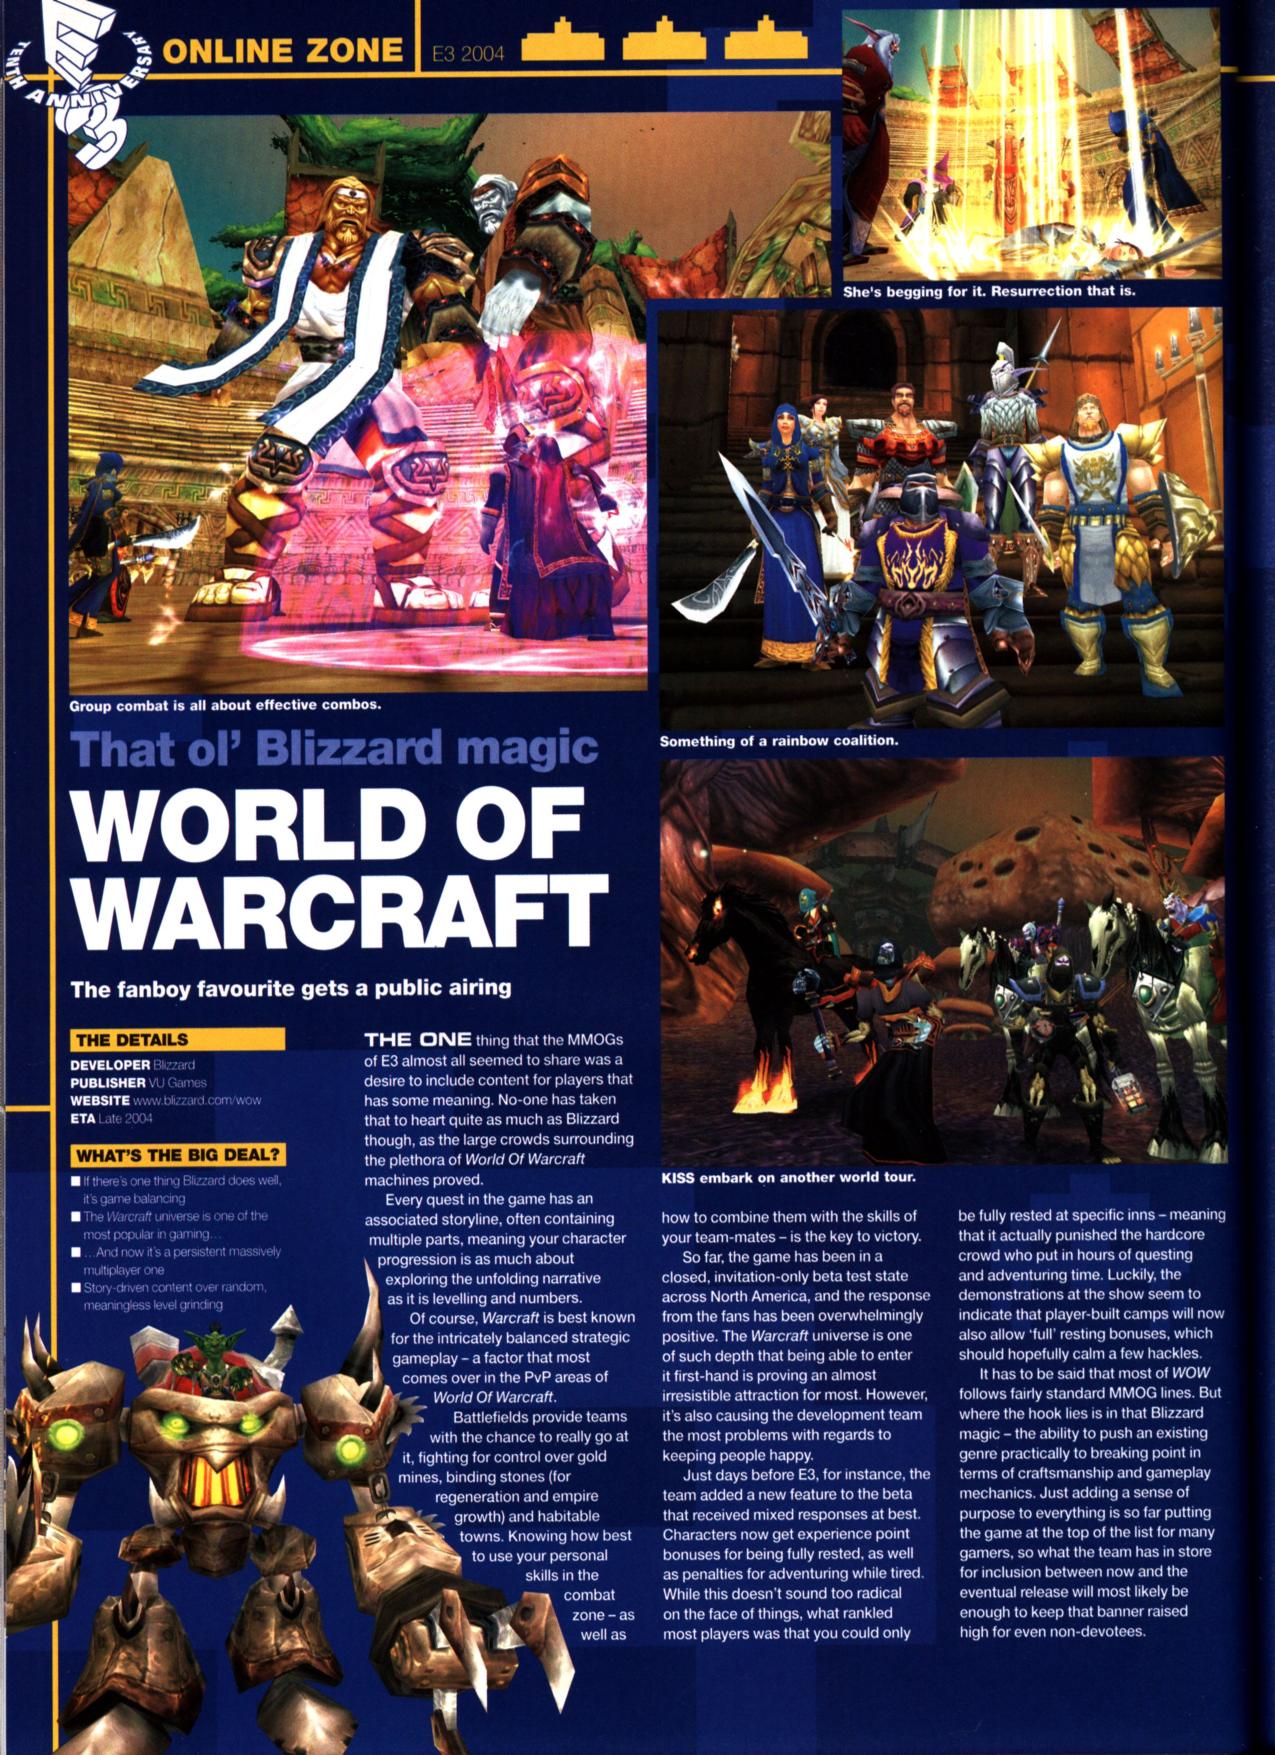 E3
TENTH ANNIVERSARY
ONLINE ZONE
E3 2004
She's begging for it. Resurrection that is.
Group combat is all about effective combos.
Something of a rainbow coalition.
KISS embark on another world tour.
That ol' Blizzard magic
WORLD OF
WARCRAFT
The fanboy favourite gets a public airing
THE DETAILS
DEVELOPER Blizzard
PUBLISHER VU Games
WEBSITE www.blizzard.com/wow
ETA Late 2004
WHAT'S THE BIG DEAL?
■ If there's one thing Blizzard does well,
it's game balancing
■ The Warcraft universe is one of the
most popular in gaming...
■ ...And now it's a persistent massively
multiplayer one
■ Story-driven content over random,
meaningless level grinding
THE ONE thing that the MMOGs
of E3 almost all seemed to share was a
desire to include content for players that
has some meaning. No-one has taken
that to heart quite as much as Blizzard
though, as the large crowds surrounding
the plethora of World Of Warcraft
machines proved.
Every quest in the game has an
associated storyline, often containing
multiple parts, meaning your character
progression is as much about
exploring the unfolding narrative
as it is levelling and numbers.
Of course, Warcraft is best known
for the intricately balanced strategic
gameplay – a factor that most
comes over in the PvP areas of
World Of Warcraft.
Battlefields provide teams
with the chance to really go at
it, fighting for control over gold
mines, binding stones (for
regeneration and empire
growth) and habitable
towns. Knowing how best
to use your personal
skills in the
combat
zone – as
well as
how to combine them with the skills of
your team-mates – is the key to victory.
So far, the game has been in a
closed, invitation-only beta test state
across North America, and the response
from the fans has been overwhelmingly
positive. The Warcraft universe is one
of such depth that being able to enter
it first-hand is proving an almost
irresistible attraction for most. However,
it's also causing the development team
the most problems with regards to
keeping people happy.
Just days before E3, for instance, the
team added a new feature to the beta
that received mixed responses at best.
Characters now get experience point
bonuses for being fully rested, as well
as penalties for adventuring while tired.
While this doesn't sound too radical
on the face of things, what rankled
most players was that you could only
be fully rested at specific inns – meaning
that it actually punished the hardcore
crowd who put in hours of questing
and adventuring time. Luckily, the
demonstrations at the show seem to
indicate that player-built camps will now
also allow 'full' resting bonuses, which
should hopefully calm a few hackles.
It has to be said that most of WOW
follows fairly standard MMOG lines. But
where the hook lies is in that Blizzard
magic – the ability to push an existing
genre practically to breaking point in
terms of craftsmanship and gameplay
mechanics. Just adding a sense of
purpose to everything is so far putting
the game at the top of the list for many
gamers, so what the team has in store
for inclusion between now and the
eventual release will most likely be
enough to keep that banner raised
high for even non-devotees.